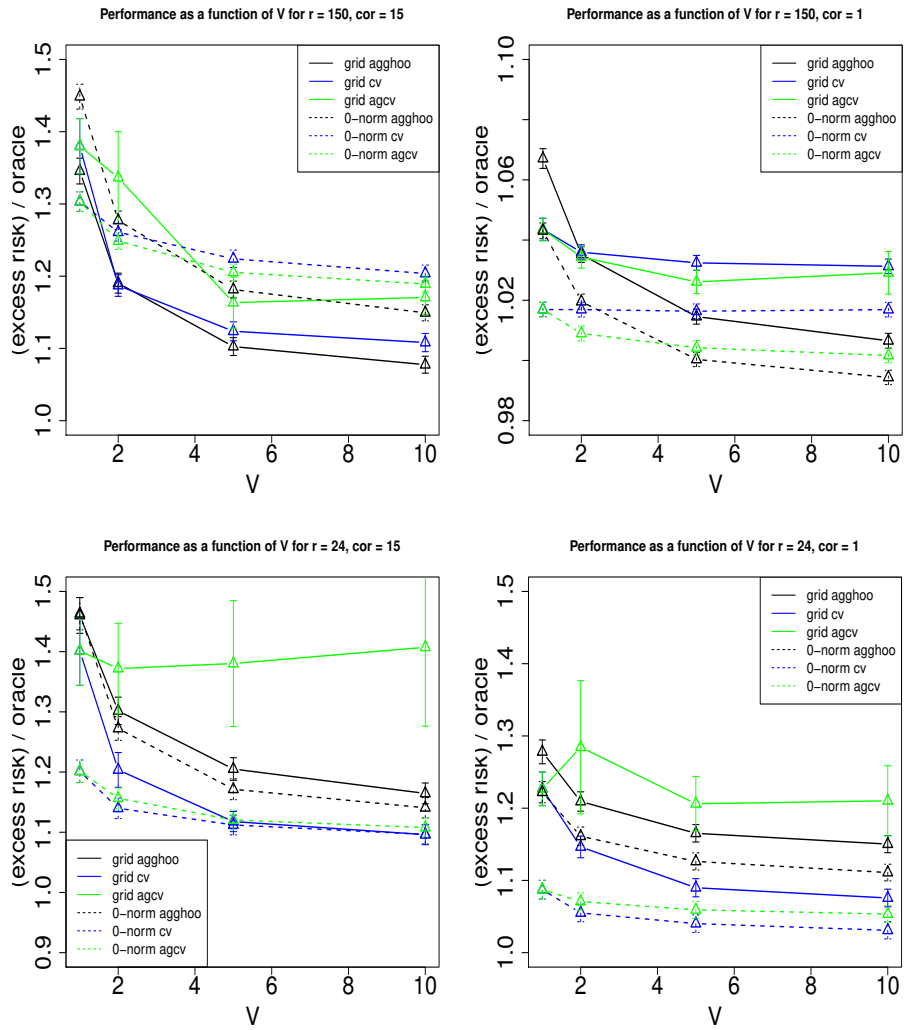 Performance as a function of V for r = 150, cor = 15
(excess risk) / oracle
1.5
1.4
1.3
1.2
1.1
1.0
grid agghoo
grid cv
grid agcv
0-norm agghoo
0-norm cv
0-norm agcv
2 4 6 8 10
V
Performance as a function of V for r = 150, cor = 1
(excess risk) / oracle
1.10
1.06
1.02
0.98
grid agghoo
grid cv
grid agcv
0-norm agghoo
0-norm cv
0-norm agcv
2 4 6 8 10
V
Performance as a function of V for r = 24, cor = 15
(excess risk) / oracle
1.5
1.4
1.3
1.2
1.1
1.0
0.9
grid agghoo
grid cv
grid agcv
0-norm agghoo
0-norm cv
0-norm agcv
2 4 6 8 10
V
Performance as a function of V for r = 24, cor = 1
(excess risk) / oracle
1.5
1.4
1.3
1.2
1.1
1.0
grid agghoo
grid cv
grid agcv
0-norm agghoo
0-norm cv
0-norm agcv
2 4 6 8 10
V